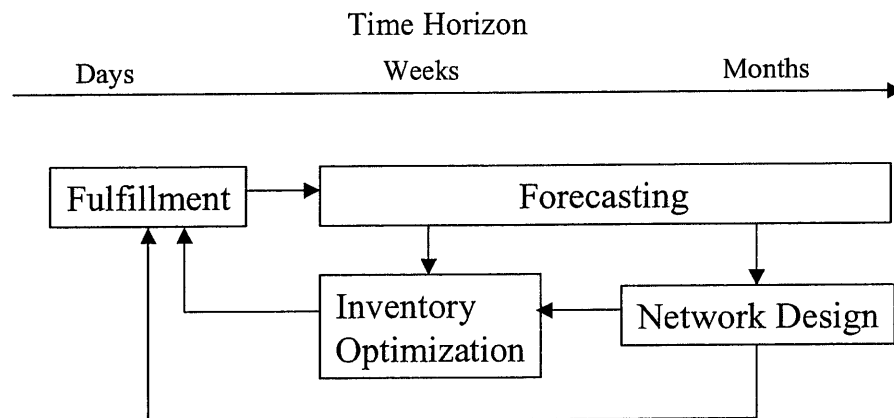 Time Horizon
Days Weeks Months
Fulfillment
Forecasting
Inventory
Optimization
Network Design